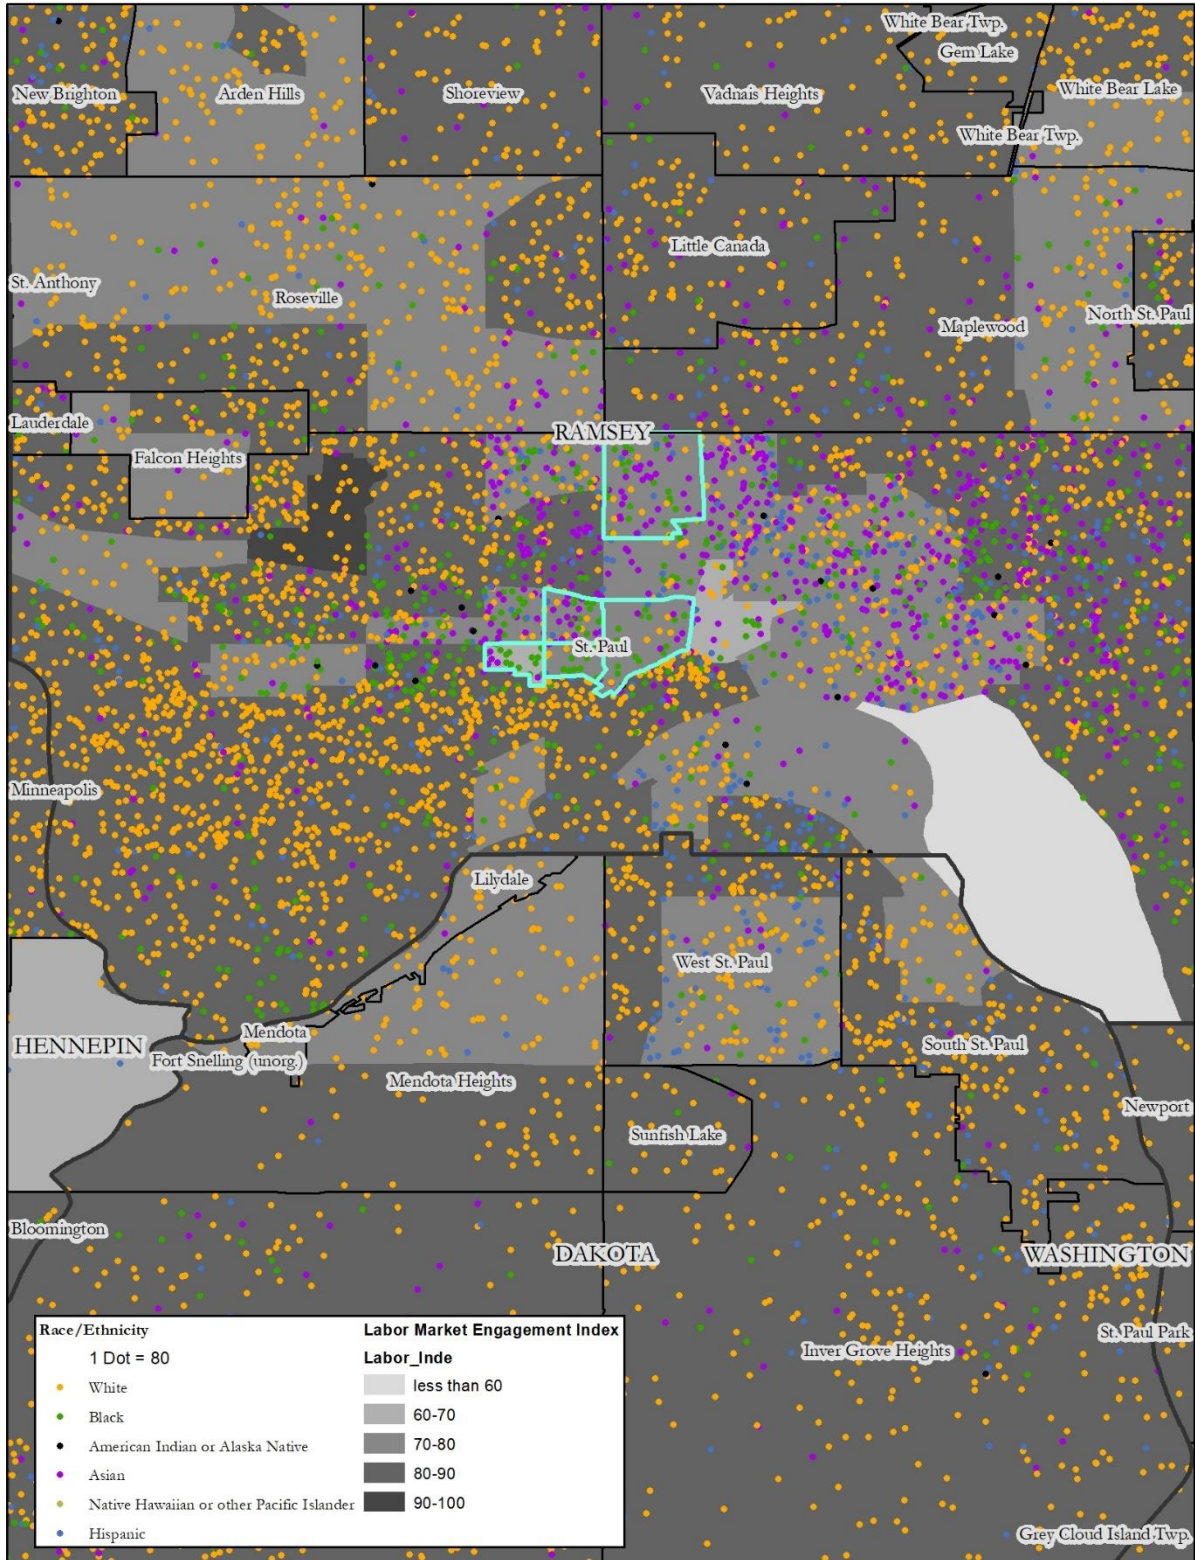 White Bear Twp.
Gem Lake
New Brighton
Arden Hills
Shoreview
Vadnais Heights
White Bear Lake
White Bear Twp.
Little Canada
St. Anthony
Roseville
Maplewood
North St. Paul
Lauderdale
RAMSEY
Falcon Heights
St. Paul
Minneapolis
Lilydale
West St. Paul
HENNEPIN
Mendota
Fort Snelling (unorg.)
South St. Paul
Mendota Heights
Newport
Sunfish Lake
Bloomington
DAKOTA
WASHINGTON
St. Paul Park
Inver Grove Heights
Grey Cloud Island Twp.
Race/Ethnicity
1 Dot = 80
White
Black
American Indian or Alaska Native
Asian
Native Hawaiian or other Pacific Islander
Hispanic
Labor Market Engagement Index
Labor_Inde
less than 60
60-70
70-80
80-90
90-100